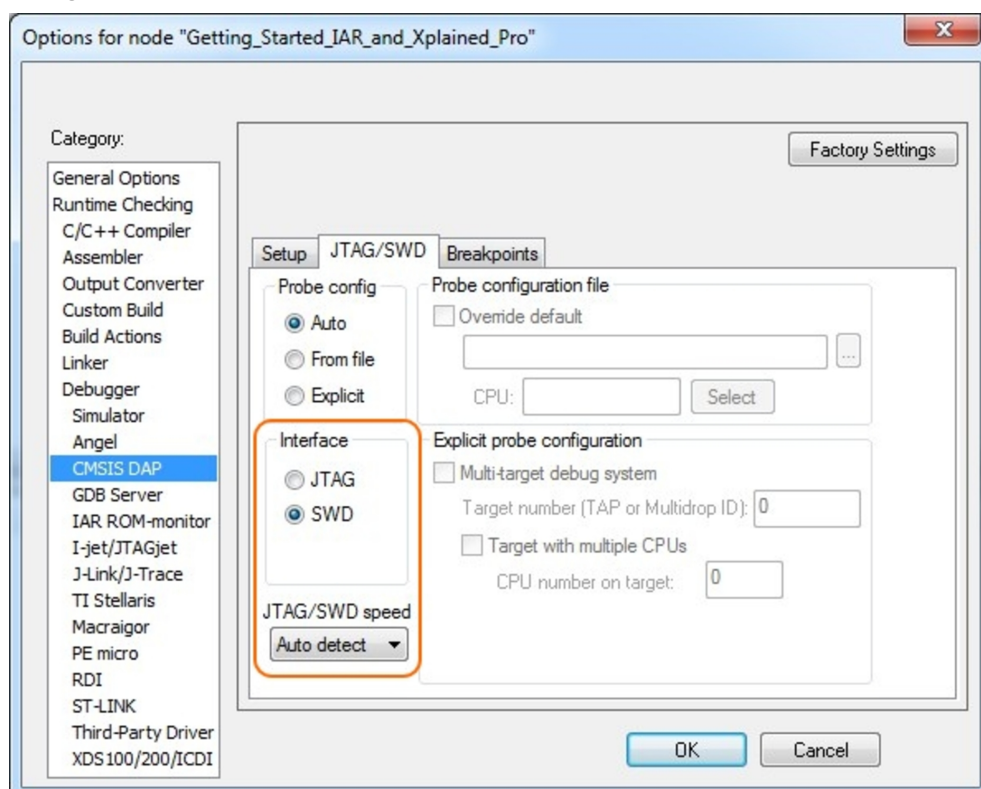 Options for node "Getting_Started_IAR_and_Xplained_Pro"
Category:
Factory Settings
General Options
Runtime Checking
C/C++ Compiler
Assembler
Output Converter
Custom Build
Build Actions
Linker
Debugger
Simulator
Angel
CMSIS DAP
GDB Server
IAR ROM-monitor
I-jet/JTAGjet
J-Link/J-Trace
TI Stellaris
Macraigor
PE micro
RDI
ST-LINK
Third-Party Driver
XDS100/200/ICDI
Setup JTAG/SWD Breakpoints
Probe config
Auto
From file
Explicit
Probe configuration file
Override default
...
CPU: Select
Interface
JTAG
SWD
JTAG/SWD speed
Auto detect
Explicit probe configuration
Multi-target debug system
Target number (TAP or Multidrop ID): 0
Target with multiple CPUs
CPU number on target: 0
OK Cancel